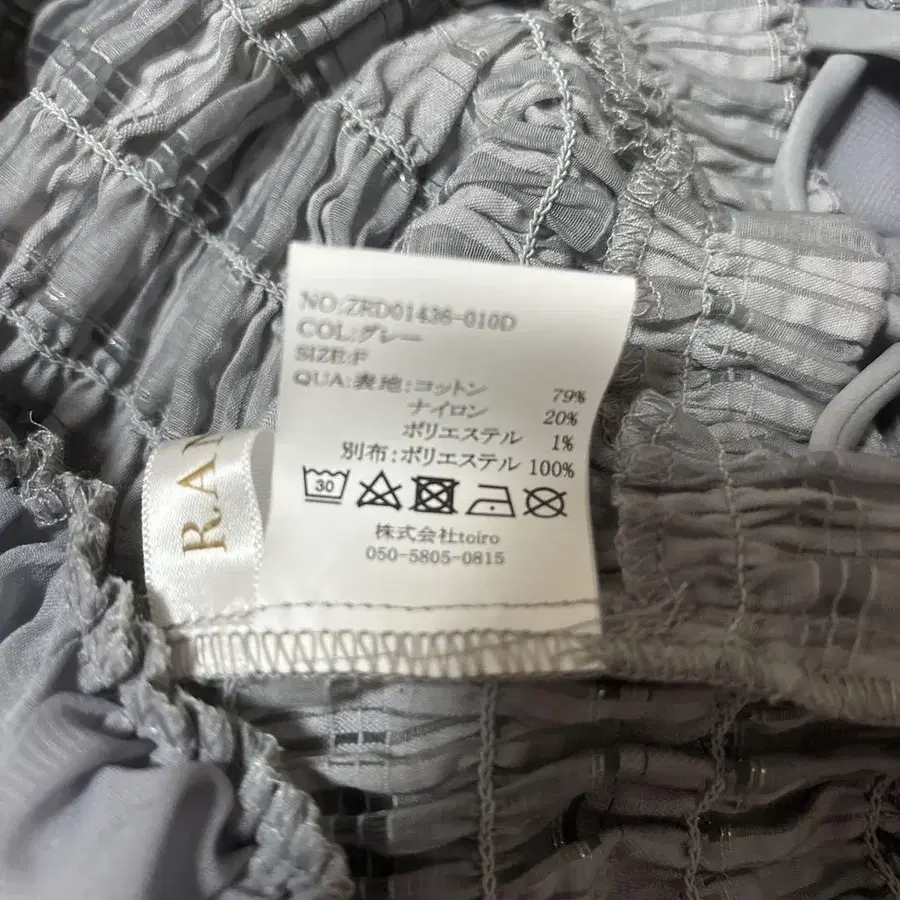 NO:ZRD01436-010D
COL:グレー
SIZE:F
QUA:表地:コットン 79%
ナイロン 20%
ポリエステル 1%
別布:ポリエステル 100%
30
株式会社toiro
050-5805-0815